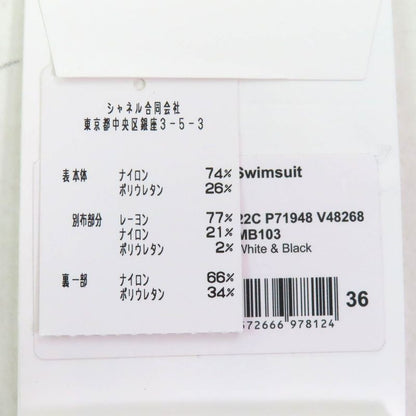 シャネル合同会社
東京都中央区銀座3-5-3
表本体 ナイロン 74%
ポリウレタン 26%
別布部分 レーヨン 77%
ナイロン 21%
ポリウレタン 2%
裏一部 ナイロン 66%
ポリウレタン 34%
Swimsuit
22C P71948 V48268
MB103
White & Black
36
672666 978124